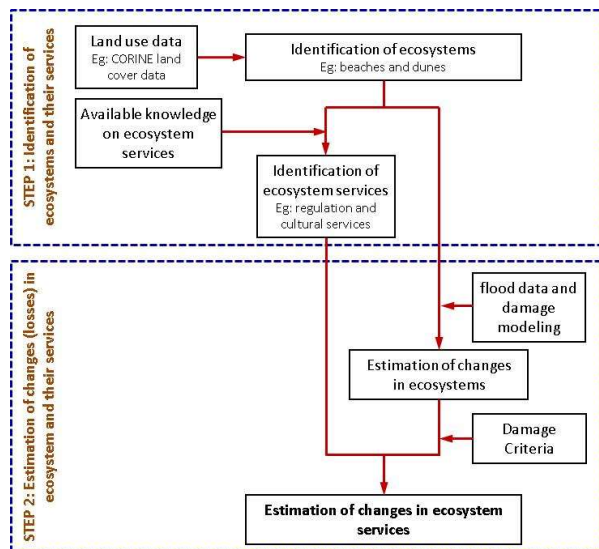 STEP 1: Identification of
ecosystems and their services
Land use data
Eg: CORINE land
cover data
Identification of ecosystems
Eg: beaches and dunes
Available knowledge
on ecosystem
services
Identification of
ecosystem services
Eg: regulation and
cultural services
STEP 2: Estimation of changes (losses) in
ecosystem and their services
flood data and
damage modeling
Estimation of changes
in ecosystems
Damage
Criteria
Estimation of changes in ecosystem
services